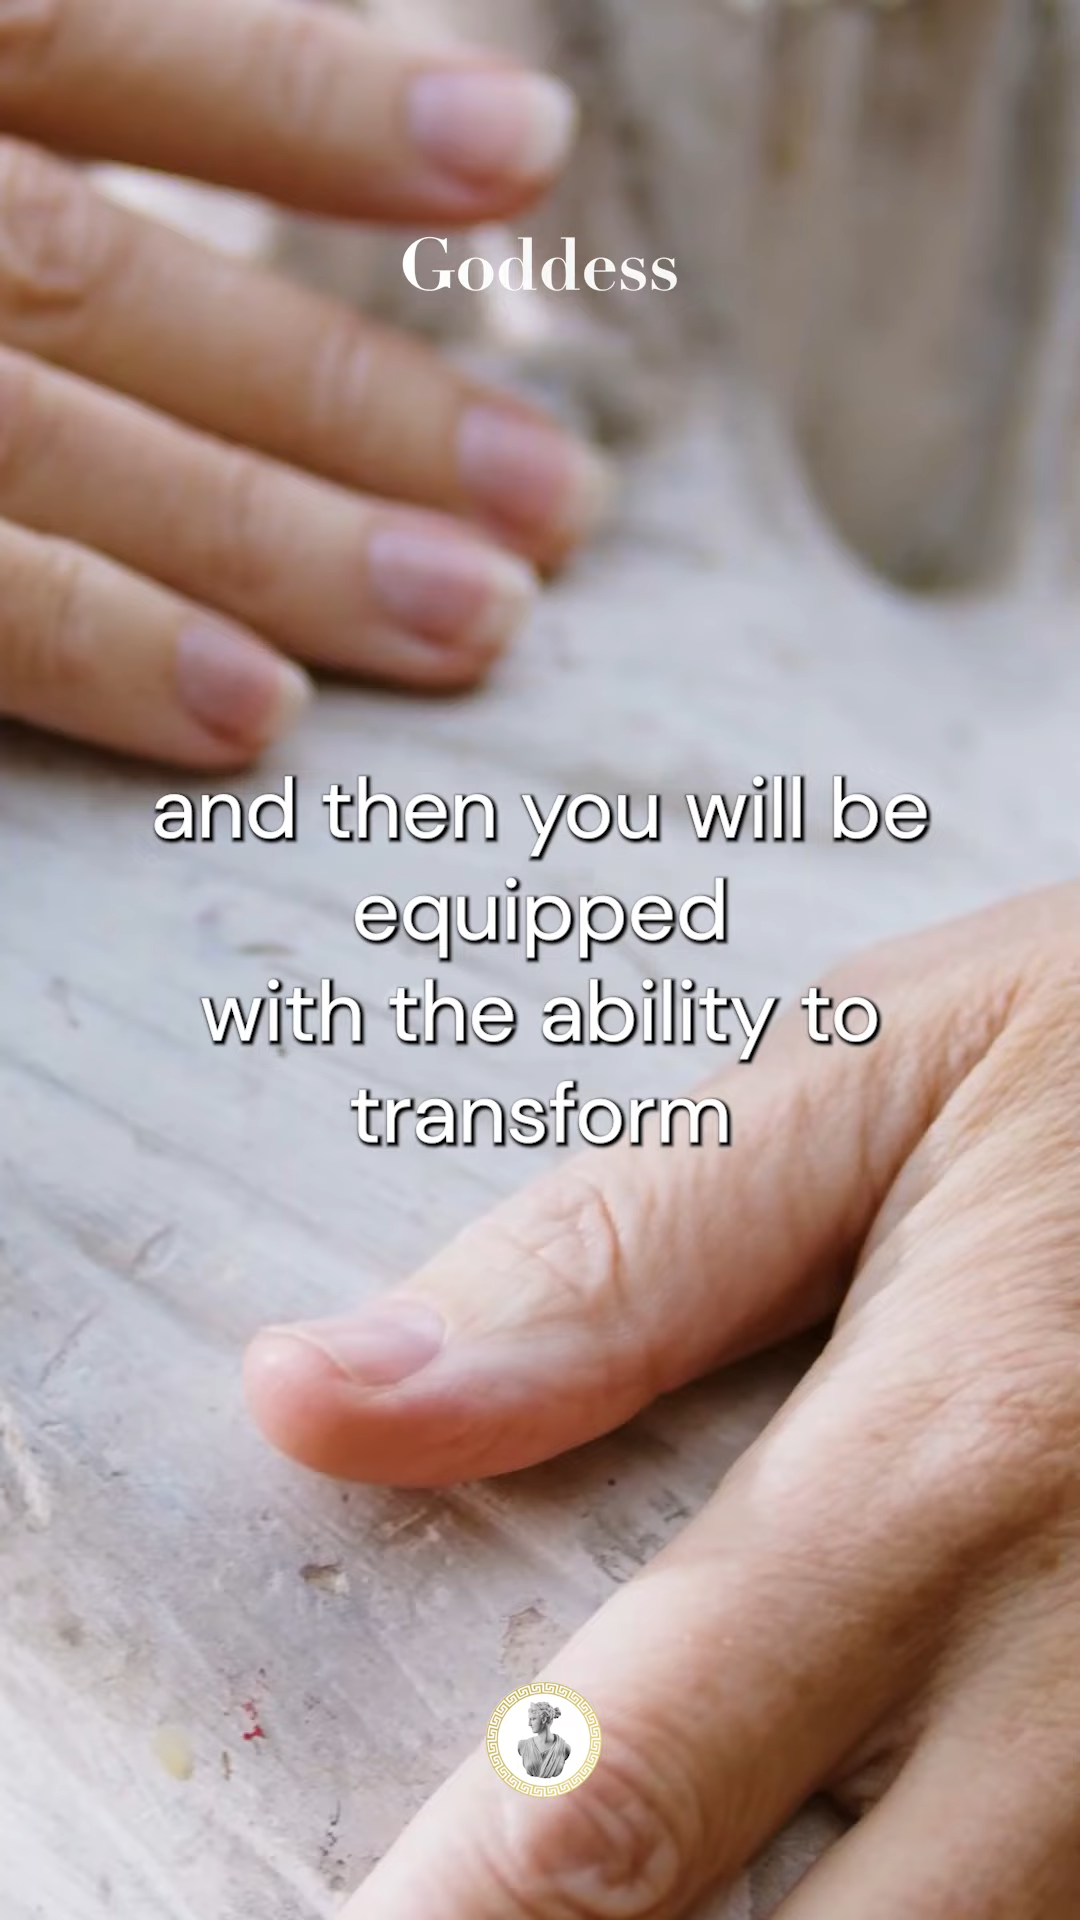 Goddess
and then you will be
equipped
with the ability to
transform